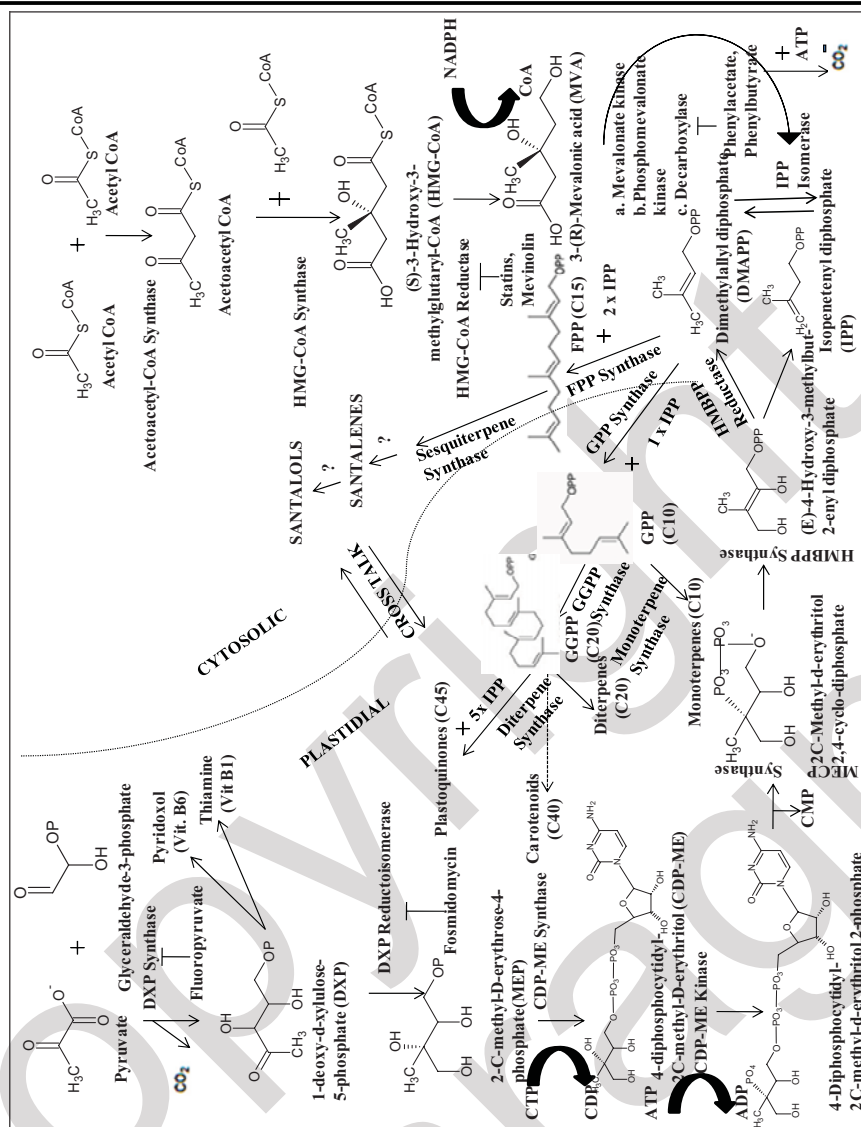 Acetyl CoA
+
Acetyl CoA
Acetoacetyl-CoA Synthase
Acetoacetyl CoA
+
HMG-CoA Synthase
(S)-3-Hydroxy-3-
methylglutaryl-CoA (HMG-CoA)
HMG-CoA Reductase
Statins,
Mevinolin
NADPH
CoA
3-(R)-Mevalonic acid (MVA)
a. Mevalonate kinase
b.Phosphomevalonate
kinase
c. Decarboxylase
Phenylacetate,
Phenylbutyrate
+
ATP
CO2
IPP
Isomerase
Dimethylallyl diphosphate
(DMAPP)
Isopenetenyl diphosphate
(IPP)
+ 2 x IPP
FPP Synthase
FPP (C15)
Sesquiterpene
Synthase
?
SANTALENES
?
SANTALOLS
CYTOSOLIC
CROSS TALK
PLASTIDIAL
GPP Synthase
+ 1 x IPP
GPP
(C10)
HMBPP
Reductase
GGPP
Synthase
GGPP
(C20)
Monoterpene
Synthase
Monoterpenes (C10)
Diterpene
Synthase
Diterpenes
(C20)
+ 5x IPP
Plastoquinones (C45)
Carotenoids
(C40)
Pyruvate
+
Glyceraldehyde-3-phosphate
CO2
DXP Synthase
Fluoropyruvate
Pyridoxol
(Vit. B6)
Thiamine
(Vit B1)
1-deoxy-d-xylulose-
5-phosphate (DXP)
DXP Reductoisomerase
Fosmidomycin
2-C-methyl-D-erythrose-4-
phosphate(MEP)
CTP
CDP
CDP-ME Synthase
4-diphosphocytidyl-
2C-methyl-D-erythritol (CDP-ME)
ATP
ADP
CDP-ME Kinase
4-Diphosphocytidyl-
2C-methyl-d-erythritol 2-phosphate
CMP
MECP
Synthase
2C-Methyl-d-erythritol
2,4-cyclo-diphosphate
HMBPP Synthase
(E)-4-Hydroxy-3-methylbut-
2-enyl diphosphate